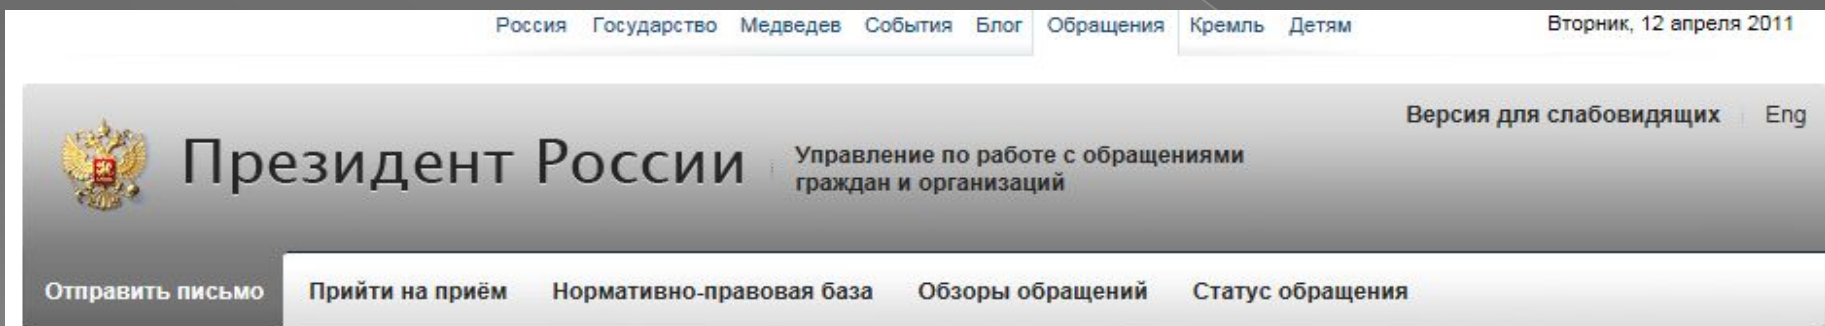 Россия Государство Медведев События Блог Обращения Кремль Детям Вторник, 12 апреля 2011
Версия для слабовидящих Eng
Президент России
Управление по работе с обращениями
граждан и организаций
Отправить письмо Прийти на приём Нормативно-правовая база Обзоры обращений Статус обращения